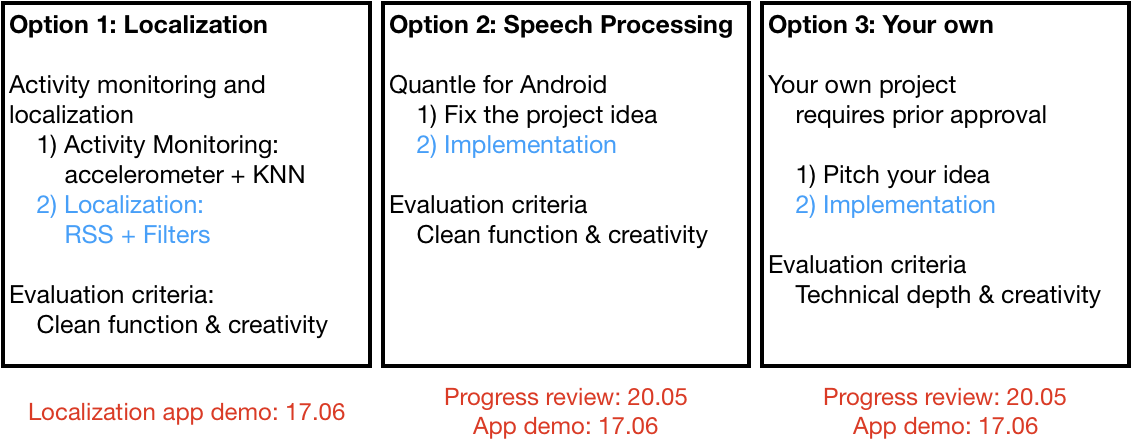 Option 1: Localization
Activity monitoring and
localization
1) Activity Monitoring:
accelerometer + KNN
2) Localization:
RSS + Filters
Evaluation criteria:
Clean function & creativity
Localization app demo: 17.06
Option 2: Speech Processing
Quantle for Android
1) Fix the project idea
2) Implementation
Evaluation criteria
Clean function & creativity
Progress review: 20.05
App demo: 17.06
Option 3: Your own
Your own project
requires prior approval
1) Pitch your idea
2) Implementation
Evaluation criteria
Technical depth & creativity
Progress review: 20.05
App demo: 17.06